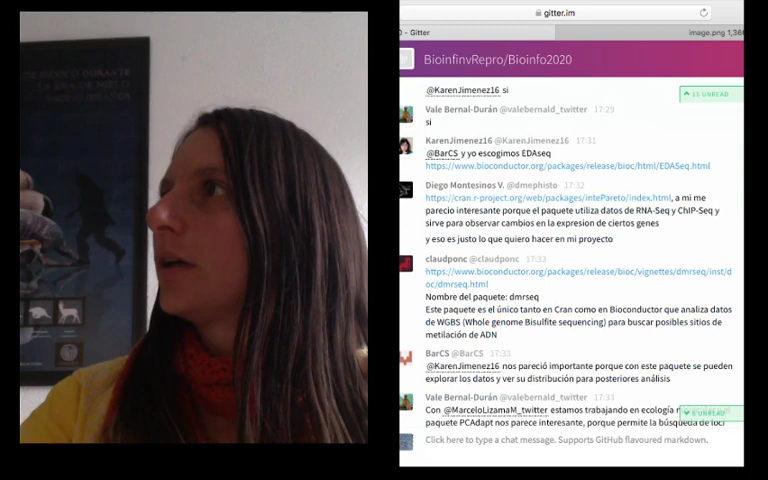 DE MÉXICO DURANTE
gitter.im
- Gitter
image.png 1,36
BioinfinvRepro/Bioinfo2020
15 UNREAD
@KarenJimenez16 si
Vale Bernal-Durán @valebernald_twitter 17:29
si
KarenJimenez16 @KarenJimenez16 17:31
@BarCS y yo escogimos EDAseq
https://www.bioconductor.org/packages/release/bioc/html/EDASeq.html
Diego Montesinos V. @dmephisto 17:32
https://cran.r-project.org/web/packages/intePareto/index.html, a mi me
parecio interesante porque el paquete utiliza datos de RNA-Seq y ChIP-Seq y
sirve para observar cambios en la expresion de ciertos genes
y eso es justo lo que quiero hacer en mi proyecto
claudponc @claudponc 17:33
https://www.bioconductor.org/packages/release/bioc/vignettes/dmrseq/inst/d
oc/dmrseq.html
Nombre del paquete: dmrseq
Este paquete es el único tanto en Cran como en Bioconductor que analiza datos
de WGBS (Whole genome Bisulfite sequencing) para buscar posibles sitios de
metilación de ADN
BarCS @BarCS 17:33
@KarenJimenez16 nos pareció importante porque con este paquete se pueden
explorar los datos y ver su distribución para posteriores análisis
Vale Bernal-Durán @valebernald_twitter 17:33
Con @MarceloLizamaM_twitter estamos trabajando en ecología
UNREAD
paquete PCAdapt nos parece interesante, porque permite la búsqueda de loci
Click here to type a chat message. Supports GitHub flavoured markdown.